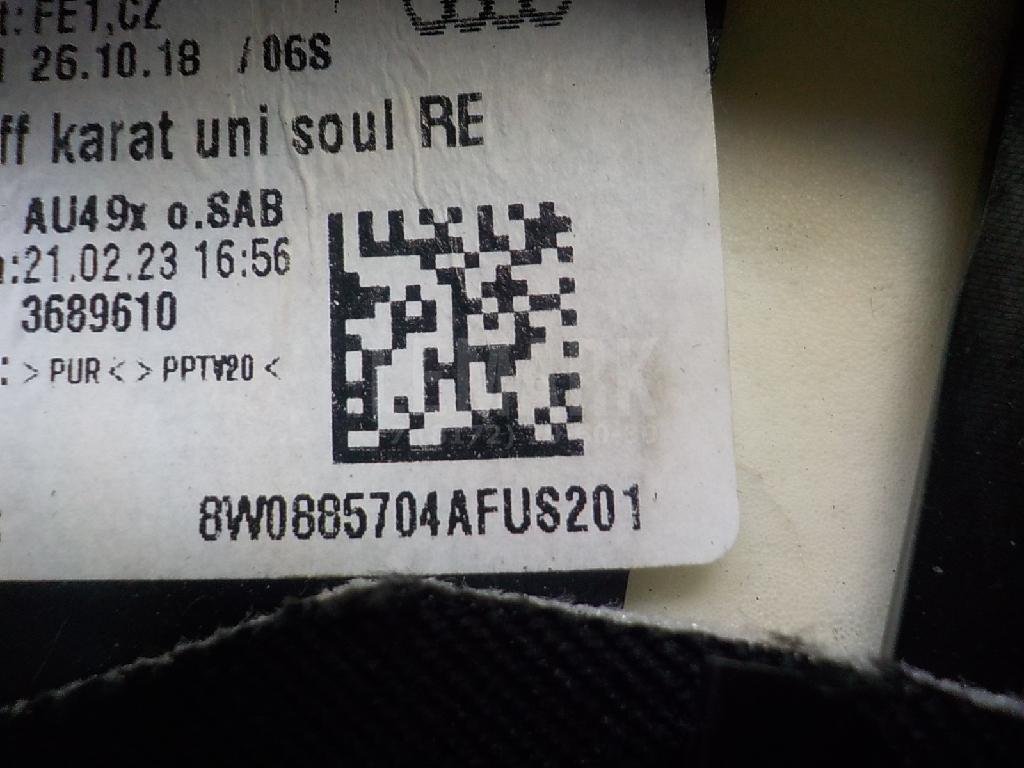 t: FE1,CZ
26.10.18 /06S
ff karat uni soul RE
AU49x o.SAB
:21.02.23 16:56
3689610
: > PUR < > PPTV20 <
8W0885704AFUS201